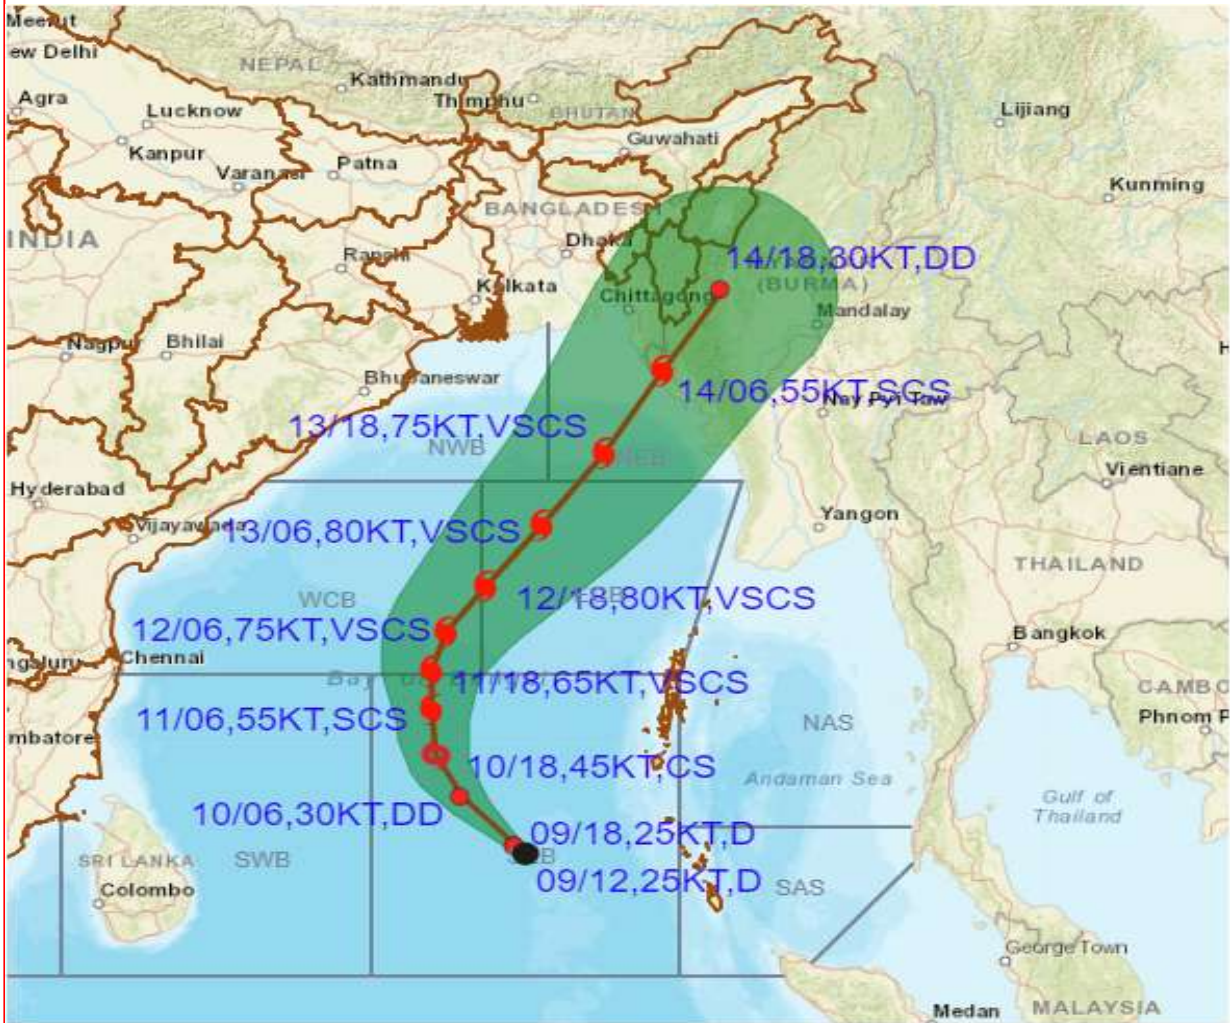 Meerut
ew Delhi
NEPAL
Kathmandu
Agra
Thimphu
BHUTAN
Lijiang
Lucknow
Guwahati
Kanpur
Patna
Varanasi
Kunming
BANGLADESH
INDIA
Dhaka
Ranchi
14/18,30KT,DD
(BURMA)
Kolkata
Chittagong
Mandalay
Nagpur
Bhilai
H
Bhubaneswar
14/06,55KT,SCS
Nay Pyi Taw
13/18,75KT,VSCS
NWB
NEB
LAOS
Vientiane
Hyderabad
Vijayawada
13/06,80KT,VSCS
Yangon
THAILAND
WCB
12/18,80KT,VSCS
12/06,75KT,VSCS
Bangkok
ngaluru
Chennai
Bay
11/18,65KT,VSCS
CAMBO
11/06,55KT,SCS
NAS
Phnom P
mbatore
10/18,45KT,CS
Andaman Sea
10/06,30KT,DD
Gulf of
Thailand
09/18,25KT,D
SRI LANKA
SWB
09/12,25KT,D
Colombo
SAS
George Town
Medan
MALAYSIA